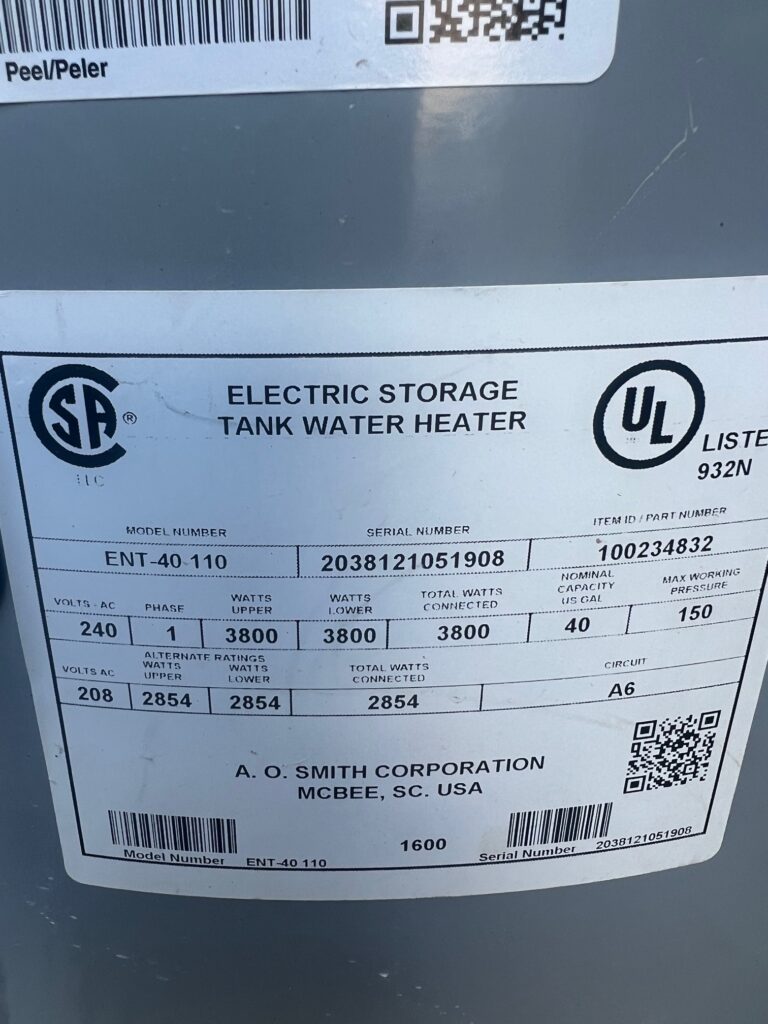 Peel/Peler
SA ®
ELECTRIC STORAGE
TANK WATER HEATER
UL
LISTE
932N
MODEL NUMBER SERIAL NUMBER ITEM ID / PART NUMBER
ENT-40-110 2038121051908 100234832
VOLTS - AC PHASE WATTS UPPER WATTS LOWER TOTAL WATTS CONNECTED NOMINAL CAPACITY US GAL MAX WORKING PRESSURE
240 1 3800 3800 3800 40 150
ALTERNATE RATINGS
VOLTS AC WATTS UPPER WATTS LOWER TOTAL WATTS CONNECTED CIRCUIT
208 2854 2854 2854 A6
A. O. SMITH CORPORATION
MCBEE, SC. USA
Model Number ENT-40 110 1600 Serial Number 2038121051908